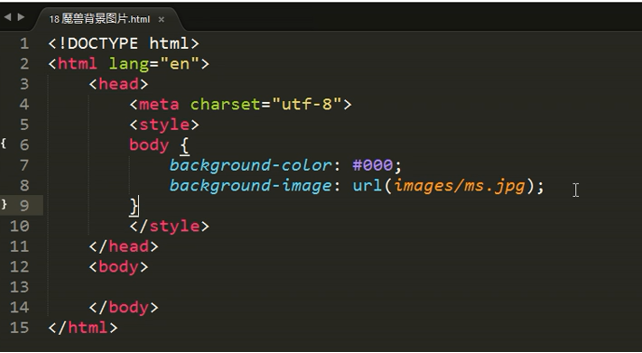 18 魔兽背景图片.html ×
1 <!DOCTYPE html>
2 <html lang="en">
3 <head>
4 <meta charset="utf-8">
5 <style>
{ 6 body {
7 background-color: #000;
8 background-image: url(images/ms.jpg);
} 9 }
10 </style>
11 </head>
12 <body>
13
14 </body>
15 </html>